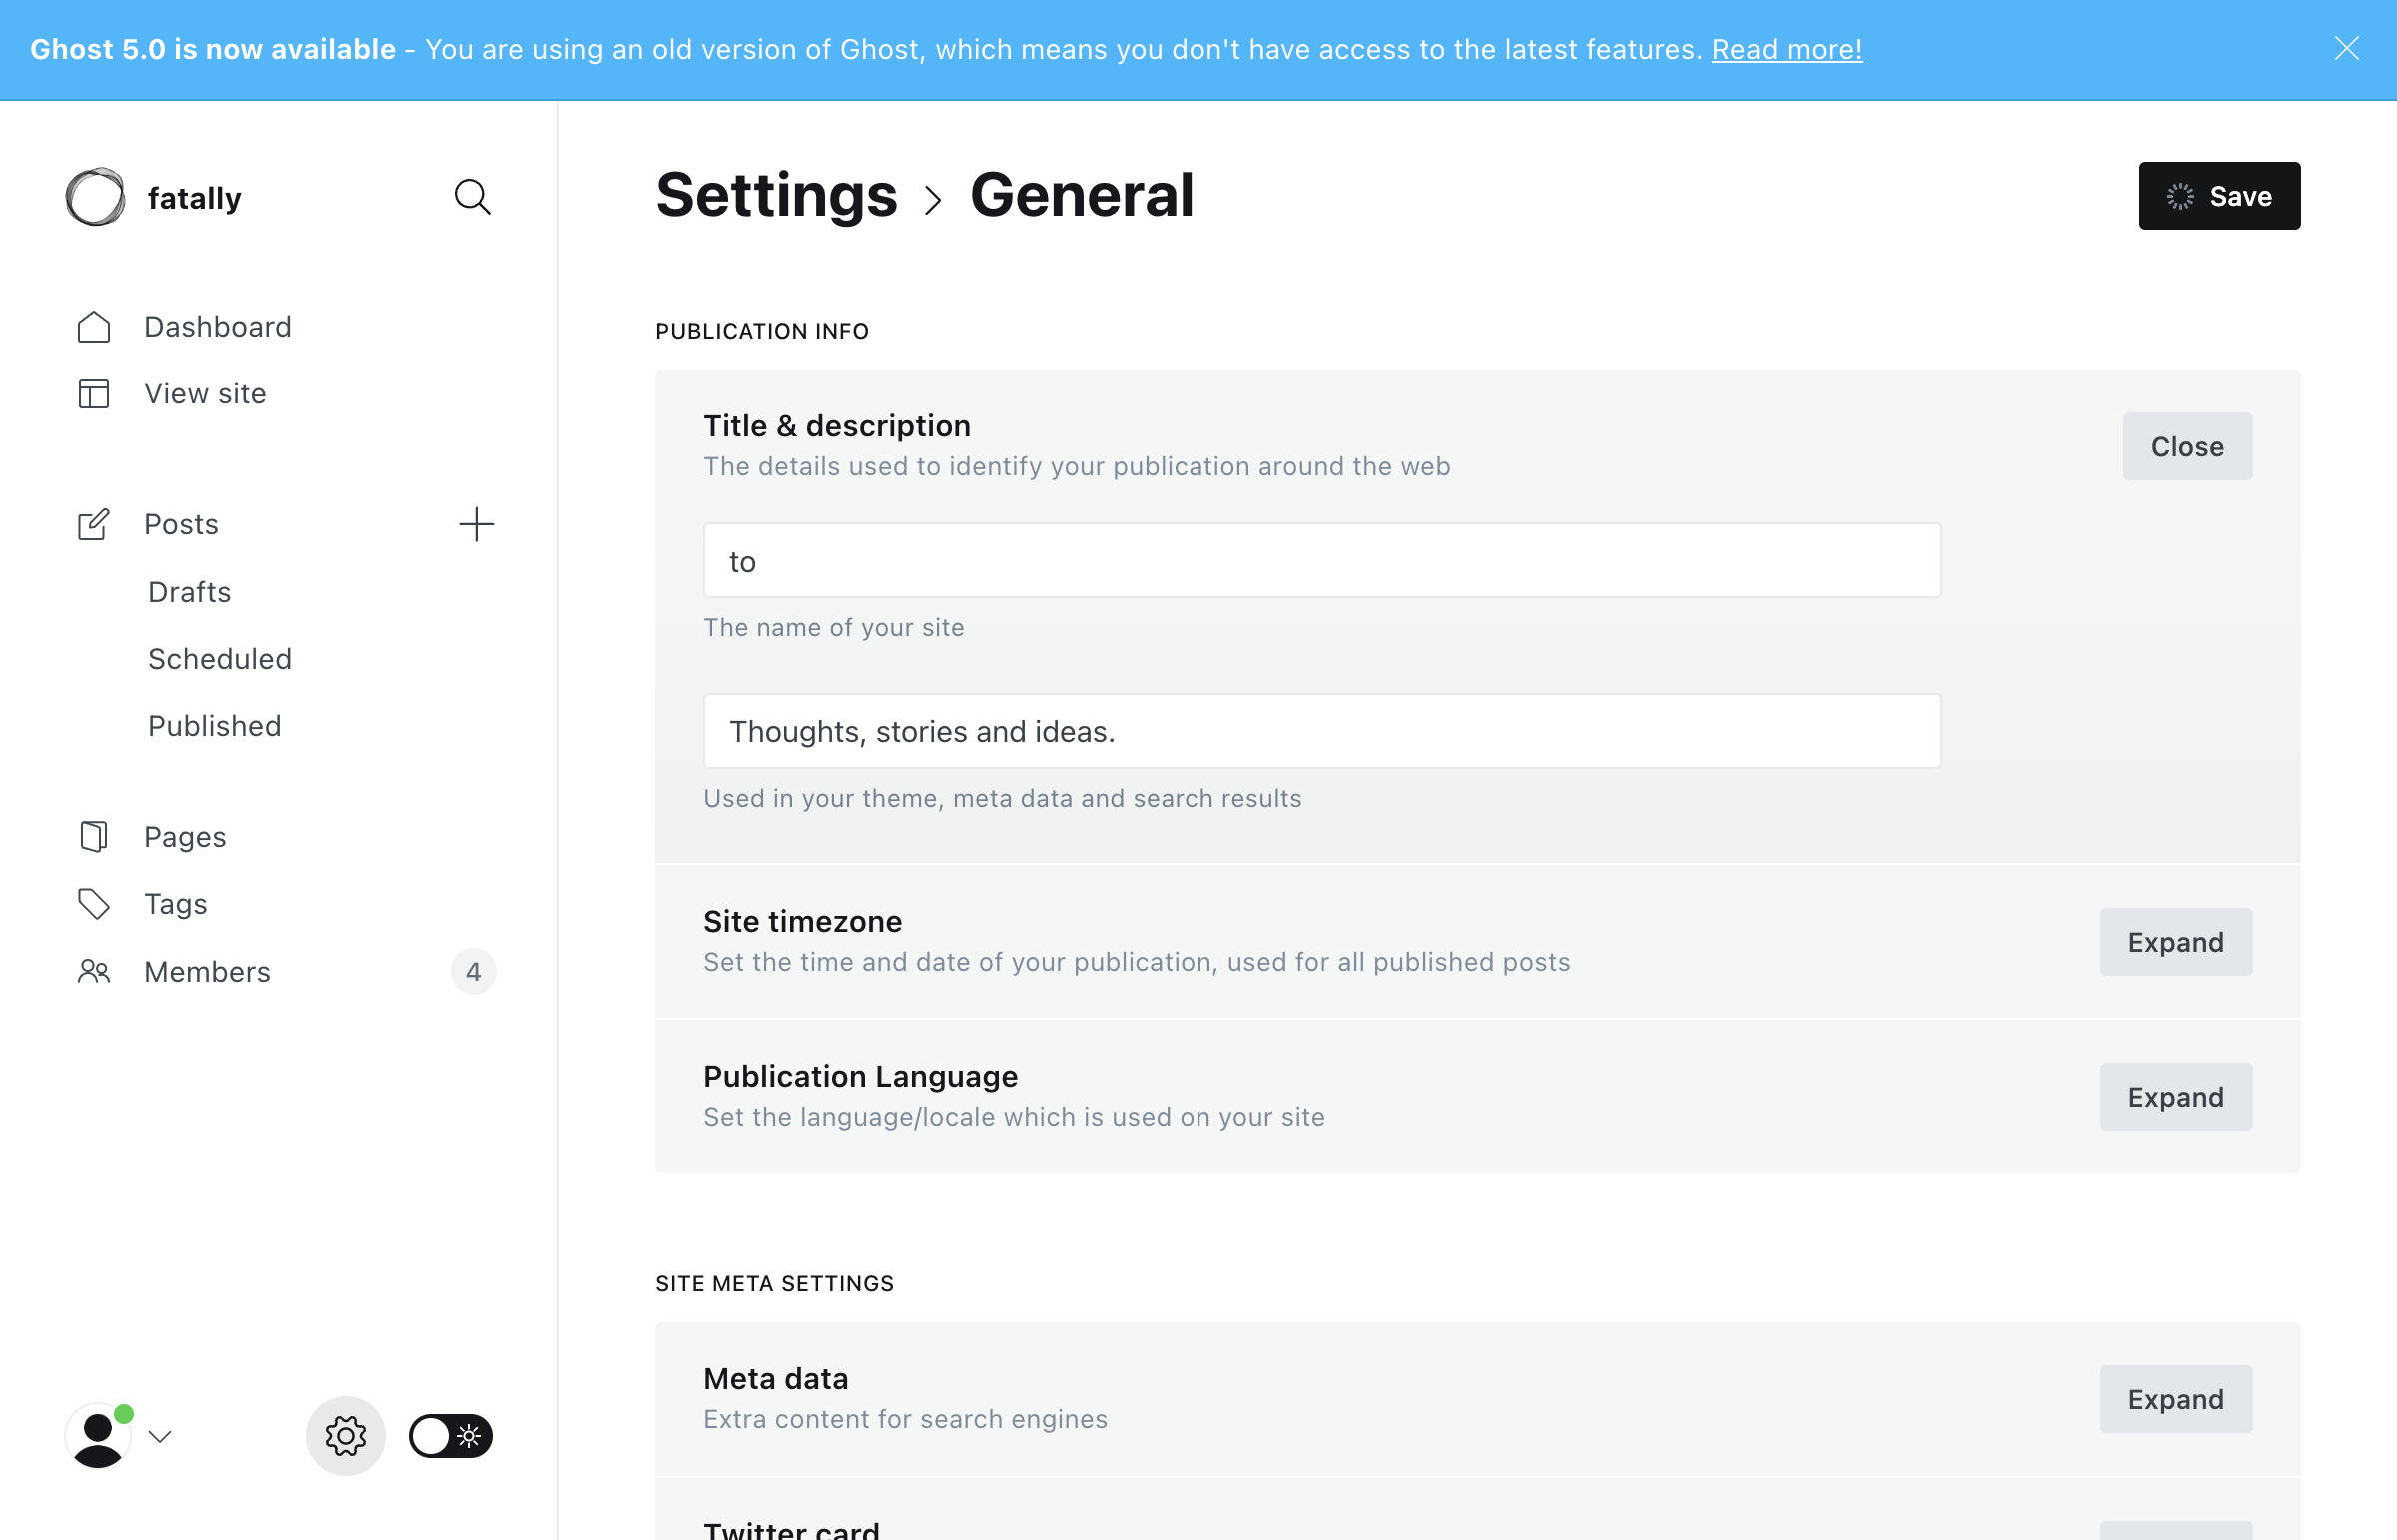 Ghost 5.0 is now available - You are using an old version of Ghost, which means you don't have access to the latest features. Read more!
fatally
Dashboard
View site
Posts
Drafts
Scheduled
Published
Pages
Tags
Members 4
Settings > General
Save
PUBLICATION INFO
Title & description
The details used to identify your publication around the web
Close
to
The name of your site
Thoughts, stories and ideas.
Used in your theme, meta data and search results
Site timezone
Set the time and date of your publication, used for all published posts
Expand
Publication Language
Set the language/locale which is used on your site
Expand
SITE META SETTINGS
Meta data
Extra content for search engines
Expand
Twitter card